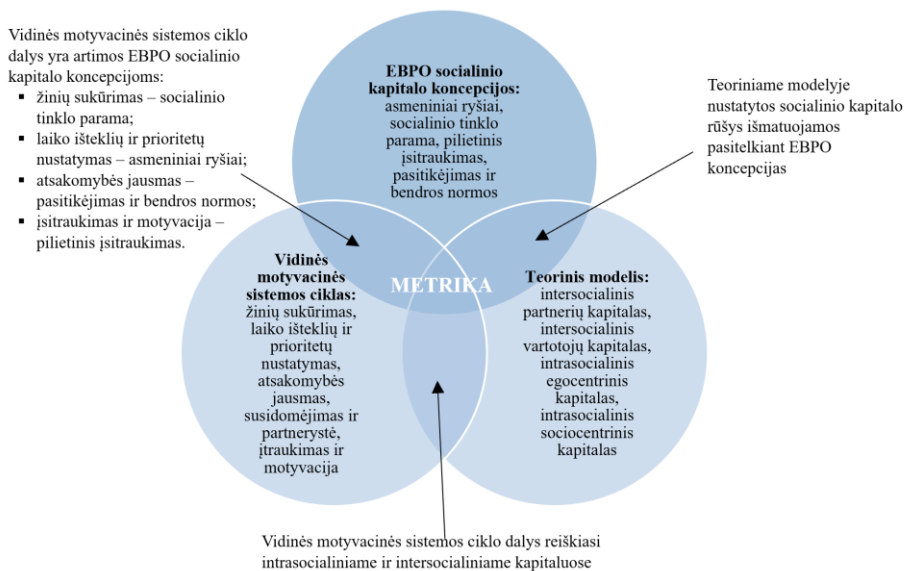 Vidinės motyvacinės sistemos ciklo
dalys yra artimos EBPO socialinio
kapitalo koncepcijoms:
▪ žinių sukūrimas – socialinio
tinklo parama;
▪ laiko išteklių ir prioritetų
nustatymas – asmeniniai ryšiai;
▪ atsakomybės jausmas –
pasitikėjimas ir bendros normos;
▪ įsitraukimas ir motyvacija –
pilietinis įsitraukimas.
EBPO socialinio
kapitalo koncepcijos:
asmeniniai ryšiai,
socialinio tinklo
parama, pilietinis
įsitraukimas,
pasitikėjimas ir
bendros normos
Teoriniame modelyje
nustatytos socialinio kapitalo
rūšys išmatuojamos
pasitelkiant EBPO
koncepcijas
METRIKA
Vidinės
motyvacinės
sistemos ciklas:
žinių sukūrimas,
laiko išteklių ir
prioritetų
nustatymas,
atsakomybės
jausmas,
susidomėjimas ir
partnerystė,
įtraukimas ir
motyvacija
Teorinis modelis:
intersocialinis
partnerių kapitalas,
intersocialinis
vartotojų kapitalas,
intrasocialinis
egocentrinis
kapitalas,
intrasocialinis
sociocentrinis
kapitalas
Vidinės motyvacinės sistemos ciklo dalys reiškiasi
intrasocialiniame ir intersocialiniame kapitaluose